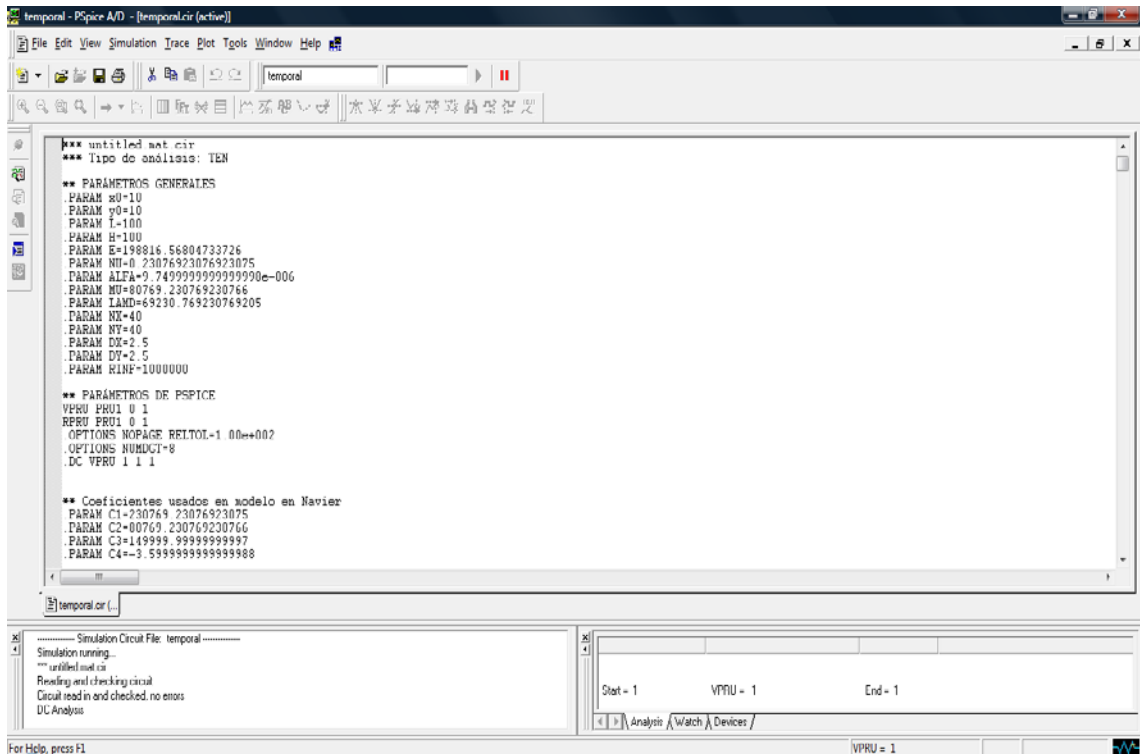 temporal - PSpice A/D - [temporal.cir (active)]
File Edit View Simulation Trace Plot Tools Window Help
temporal
*** untitled mat.cir
*** Tipo de análisis: TEN
** PARÁMETROS GENERALES
.PARAM x0=10
.PARAM y0=10
.PARAM L=100
.PARAM H=100
.PARAM E=198816.56804733726
.PARAM NU=0.23076923076923075
.PARAM ALFA=9.7499999999999990e-006
.PARAM MU=80769.230769230766
.PARAM LAMD=69230.769230769205
.PARAM NX=40
.PARAM NY=40
.PARAM DX=2.5
.PARAM DY=2.5
.PARAM RINF=1000000
** PARÁMETROS DE PSPICE
VPRU PRU1 0 1
RPRU PRU1 0 1
.OPTIONS NOPAGE RELTOL=1.00e+002
.OPTIONS NUMDGT=8
.DC VPRU 1 1 1
** Coeficientes usados en modelo en Navier
.PARAM C1=230769.23076923075
.PARAM C2=80769.230769230766
.PARAM C3=149999.99999999997
.PARAM C4=-3.5999999999999988
temporal.cir (...
------------- Simulation Circuit File: temporal -------------
Simulation running...
*** untitled mat.cir
Reading and checking circuit
Circuit read in and checked, no errors
DC Analysis
Start = 1 VPRU = 1 End = 1
Analysis Watch Devices
For Help, press F1 VPRU = 1